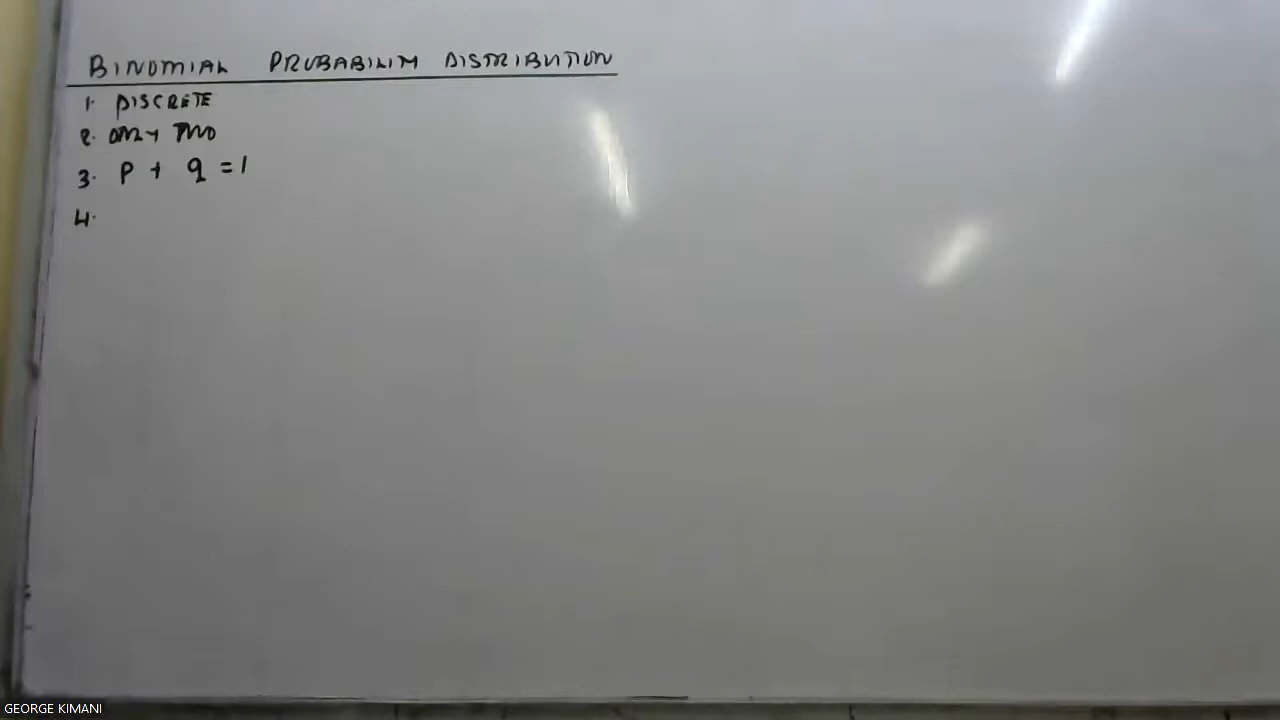 BINOMIAL PROBABILITY DISTRIBUTION
1. DISCRETE
2. ONLY TWO
3. P + q = 1
4.
GEORGE KIMANI